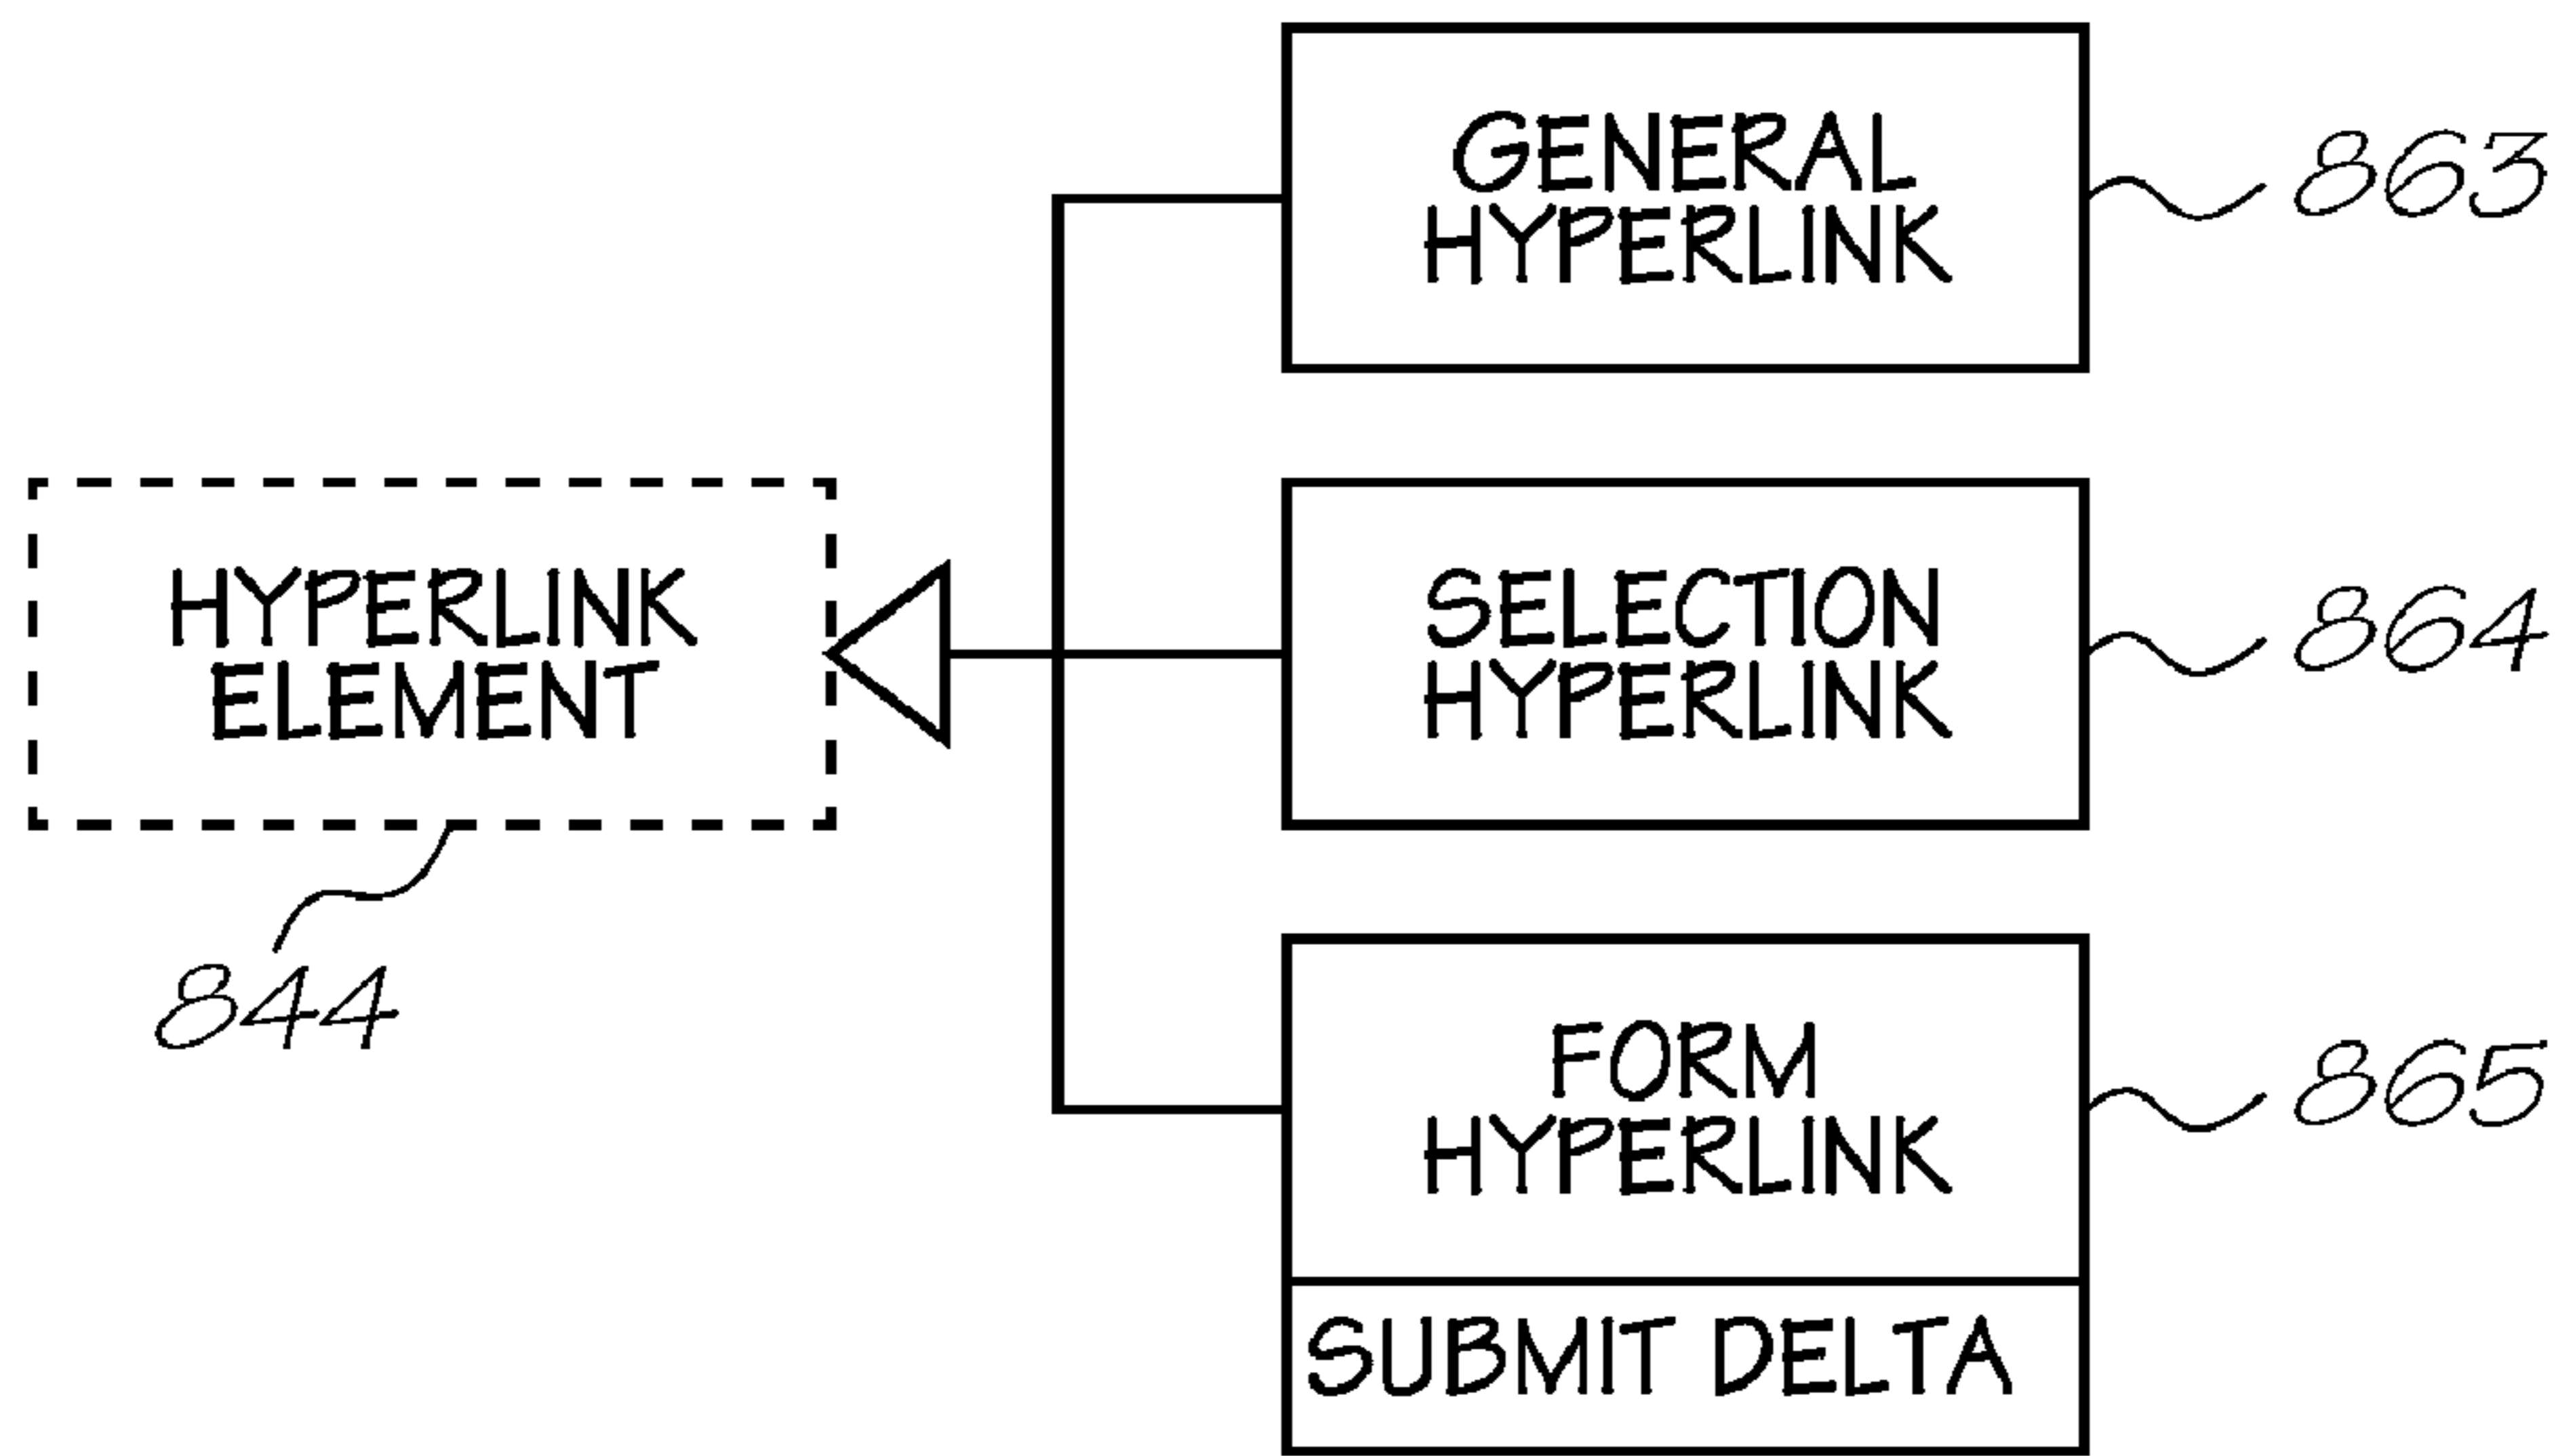 GENERAL
HYPERLINK
863
HYPERLINK
ELEMENT
844
SELECTION
HYPERLINK
864
FORM
HYPERLINK
865
SUBMIT DELTA